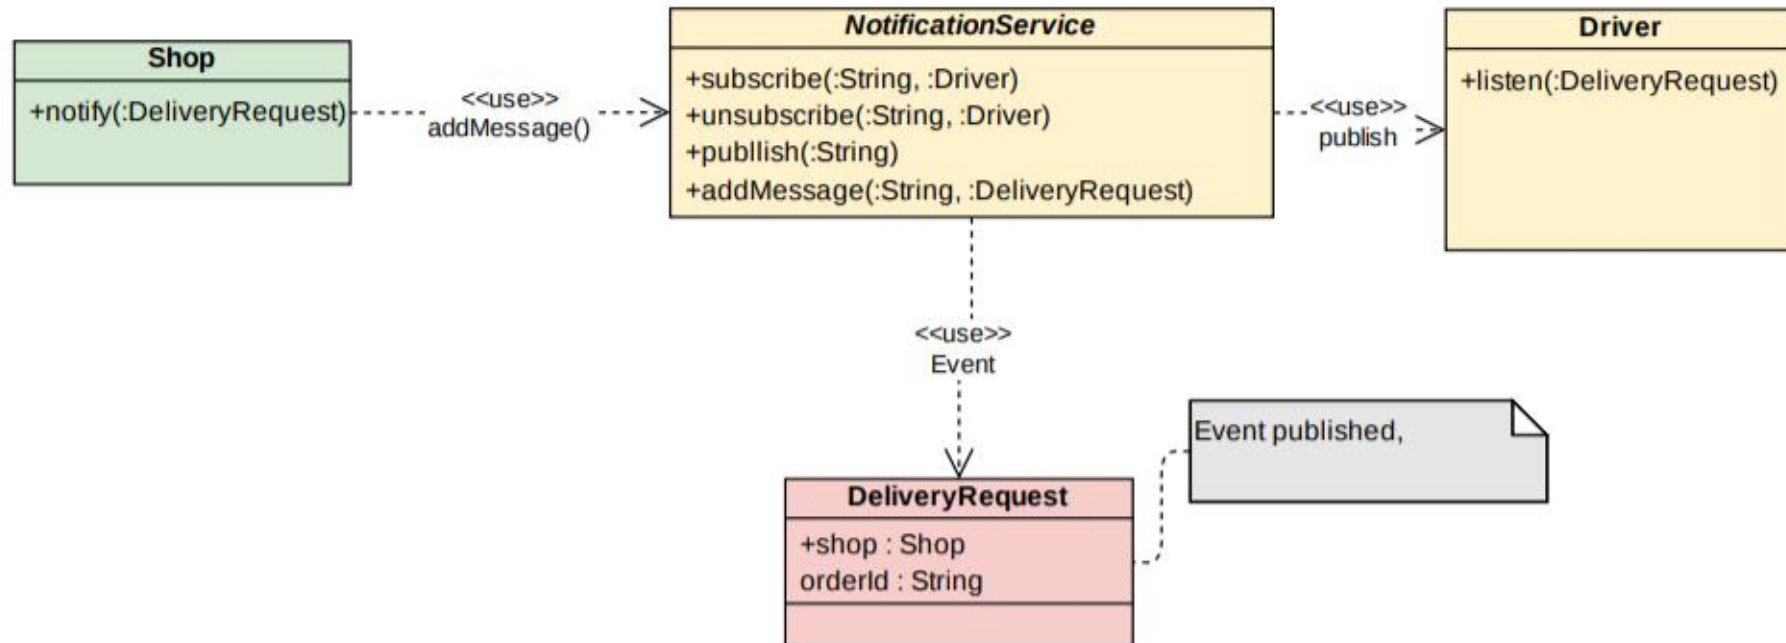 Shop
+notify(:DeliveryRequest)
<<use>>
addMessage()
NotificationService
+subscribe(:String, :Driver)
+unsubscribe(:String, :Driver)
+publlish(:String)
+addMessage(:String, :DeliveryRequest)
<<use>>
publish
Driver
+listen(:DeliveryRequest)
<<use>>
Event
Event published,
DeliveryRequest
+shop : Shop
orderId : String